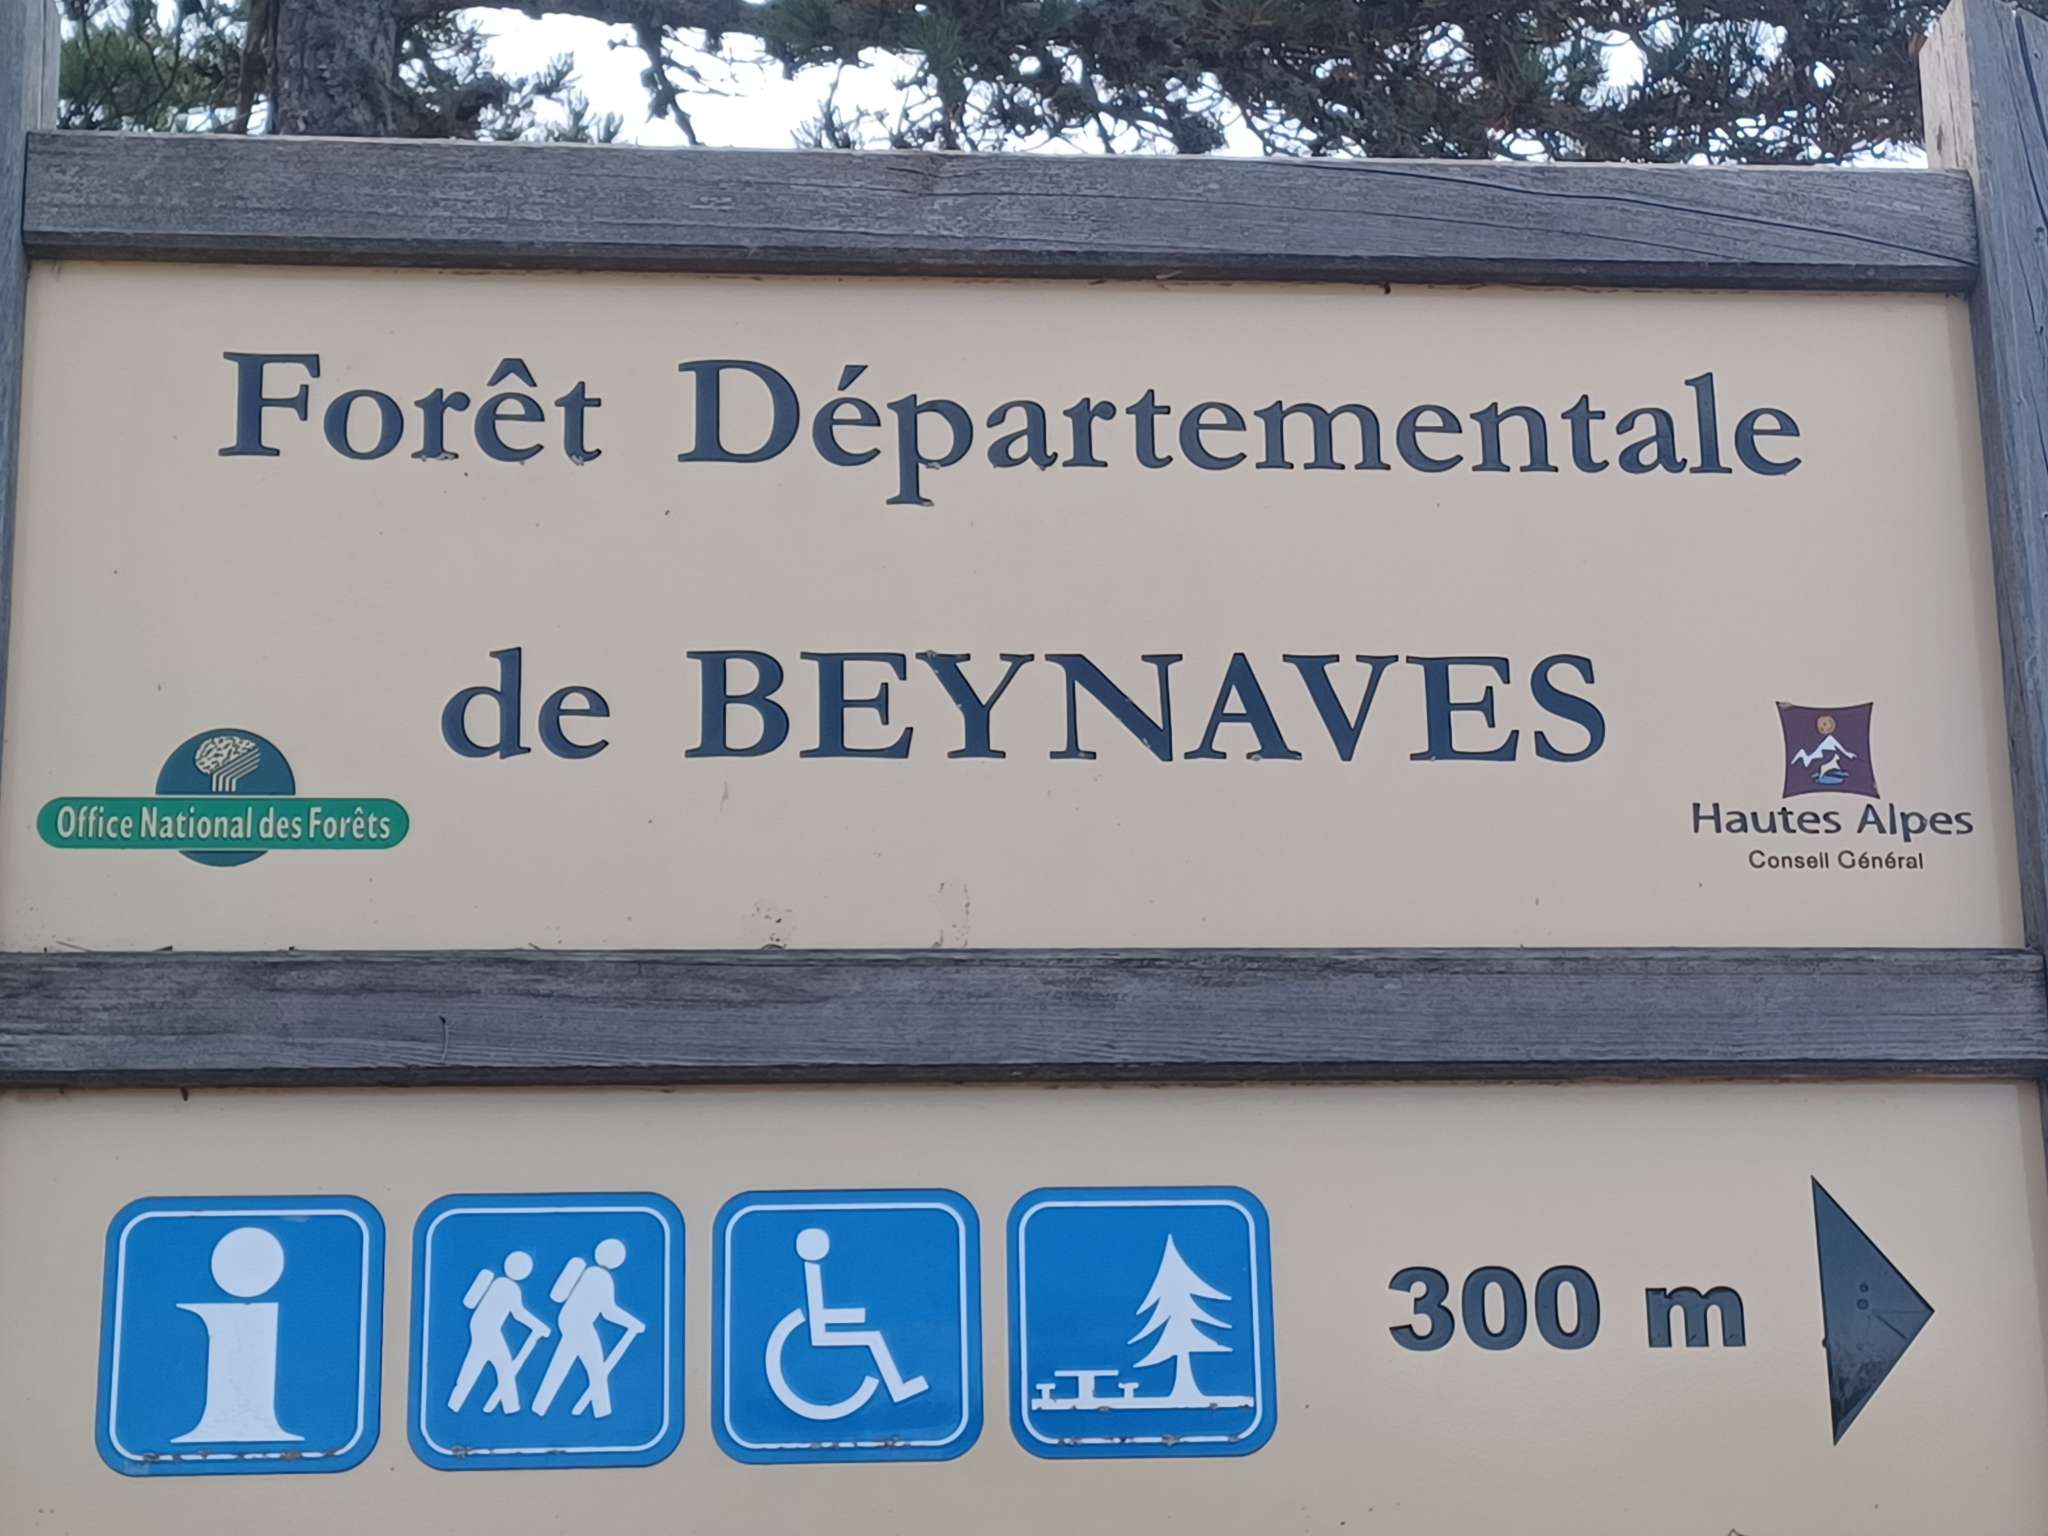 Forêt Départementale
de BEYNAVES
Office National des Forêts
Hautes Alpes
Conseil Général
300 m